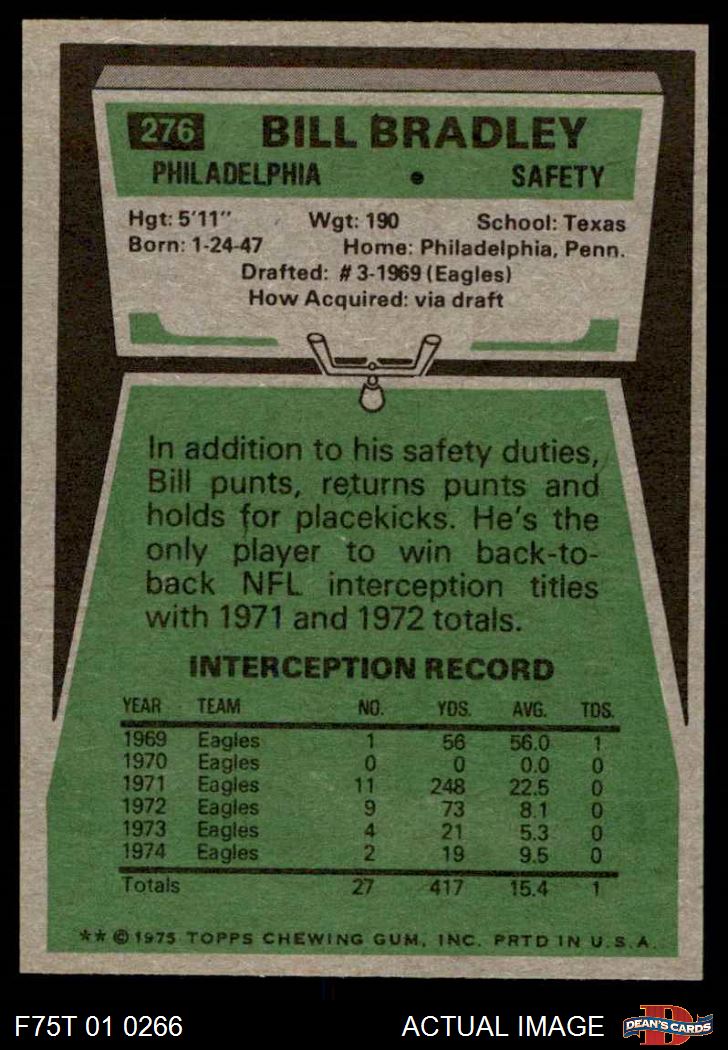 276 BILL BRADLEY
PHILADELPHIA • SAFETY
Hgt: 5'11" Wgt: 190 School: Texas
Born: 1-24-47 Home: Philadelphia, Penn.
Drafted: #3-1969 (Eagles)
How Acquired: via draft
In addition to his safety duties,
Bill punts, returns punts and
holds for placekicks. He's the
only player to win back-to-
back NFL interception titles
with 1971 and 1972 totals.
INTERCEPTION RECORD
YEAR TEAM NO. YDS. AVG. TDS.
1969 Eagles 1 56 56.0 1
1970 Eagles 0 0 0.0 0
1971 Eagles 11 248 22.5 0
1972 Eagles 9 73 8.1 0
1973 Eagles 4 21 5.3 0
1974 Eagles 2 19 9.5 0
Totals 27 417 15.4 1
** © 1975 TOPPS CHEWING GUM, INC. PRTD IN U.S.A.
F75T 01 0266 ACTUAL IMAGE D DEAN'S CARDS